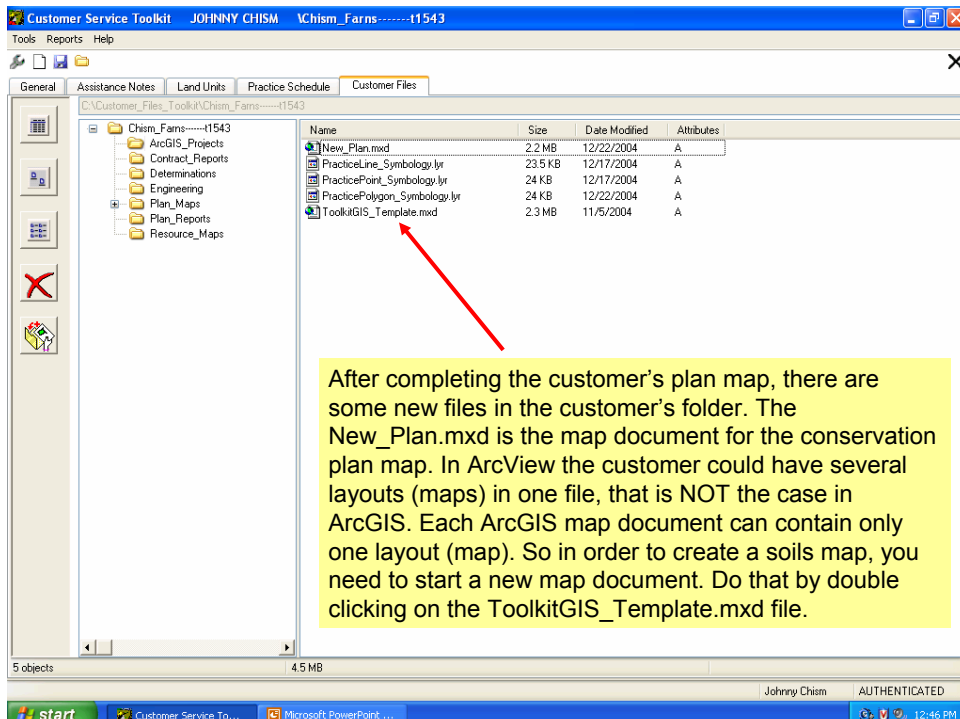 Customer Service Toolkit JOHNNY CHISM \Chism_Farns-------t1543
Tools Reports Help
General Assistance Notes Land Units Practice Schedule Customer Files
C:\Customer_Files_Toolkit\Chism_Farns-------t1543
Chism_Farns-------t1543
ArcGIS_Projects
Contract_Reports
Determinations
Engineering
Plan_Maps
Plan_Reports
Resource_Maps
Name Size Date Modified Attributes
New_Plan.mxd 2.2 MB 12/22/2004 A
PracticeLine_Symbology.lyr 23.5 KB 12/17/2004 A
PracticePoint_Symbology.lyr 24 KB 12/17/2004 A
PracticePolygon_Symbology.lyr 24 KB 12/22/2004 A
ToolkitGIS_Template.mxd 2.3 MB 11/5/2004 A
After completing the customer's plan map, there are
some new files in the customer's folder. The
New_Plan.mxd is the map document for the conservation
plan map. In ArcView the customer could have several
layouts (maps) in one file, that is NOT the case in
ArcGIS. Each ArcGIS map document can contain only
one layout (map). So in order to create a soils map, you
need to start a new map document. Do that by double
clicking on the ToolkitGIS_Template.mxd file.
5 objects 4.5 MB
Johnny Chism AUTHENTICATED
start Customer Service To... Microsoft PowerPoint ... 12:46 PM